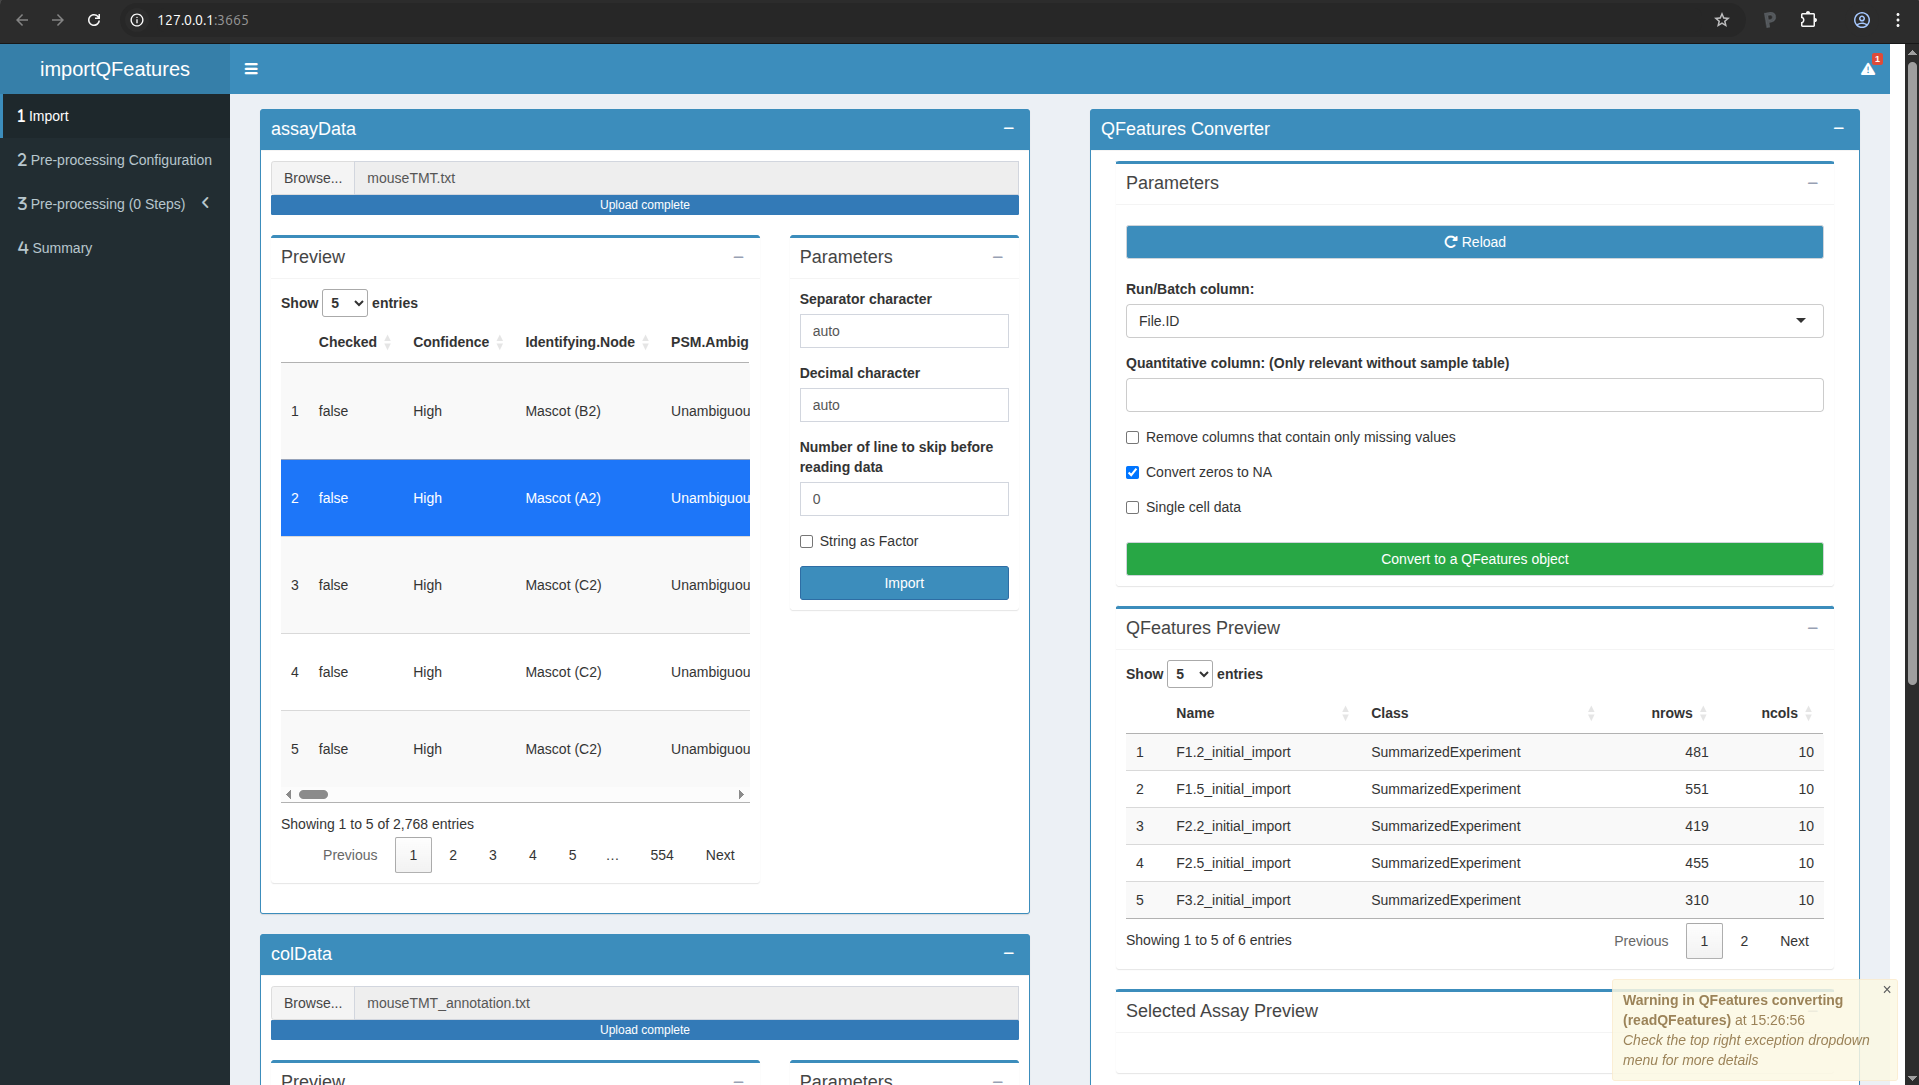 127.0.0.1:3665
importQFeatures
1
1 Import
2 Pre-processing Configuration
3 Pre-processing (0 Steps)
4 Summary
assayData
Browse...
mouseTMT.txt
Upload complete
Preview
Show 5 entries
Checked Confidence Identifying.Node PSM.Ambig
1 false High Mascot (B2) Unambiguou
2 false High Mascot (A2) Unambiguou
3 false High Mascot (C2) Unambiguou
4 false High Mascot (C2) Unambiguou
5 false High Mascot (C2) Unambiguou
Showing 1 to 5 of 2,768 entries
Previous 1 2 3 4 5 … 554 Next
Parameters
Separator character
auto
Decimal character
auto
Number of line to skip before
reading data
0
String as Factor
Import
colData
Browse...
mouseTMT_annotation.txt
Upload complete
Preview
Parameters
QFeatures Converter
Parameters
Reload
Run/Batch column:
File.ID
Quantitative column: (Only relevant without sample table)
Remove columns that contain only missing values
Convert zeros to NA
Single cell data
Convert to a QFeatures object
QFeatures Preview
Show 5 entries
Name Class nrows ncols
1 F1.2_initial_import SummarizedExperiment 481 10
2 F1.5_initial_import SummarizedExperiment 551 10
3 F2.2_initial_import SummarizedExperiment 419 10
4 F2.5_initial_import SummarizedExperiment 455 10
5 F3.2_initial_import SummarizedExperiment 310 10
Showing 1 to 5 of 6 entries
Previous 1 2 Next
Selected Assay Preview
Warning in QFeatures converting
(readQFeatures) at 15:26:56
Check the top right exception dropdown
menu for more details